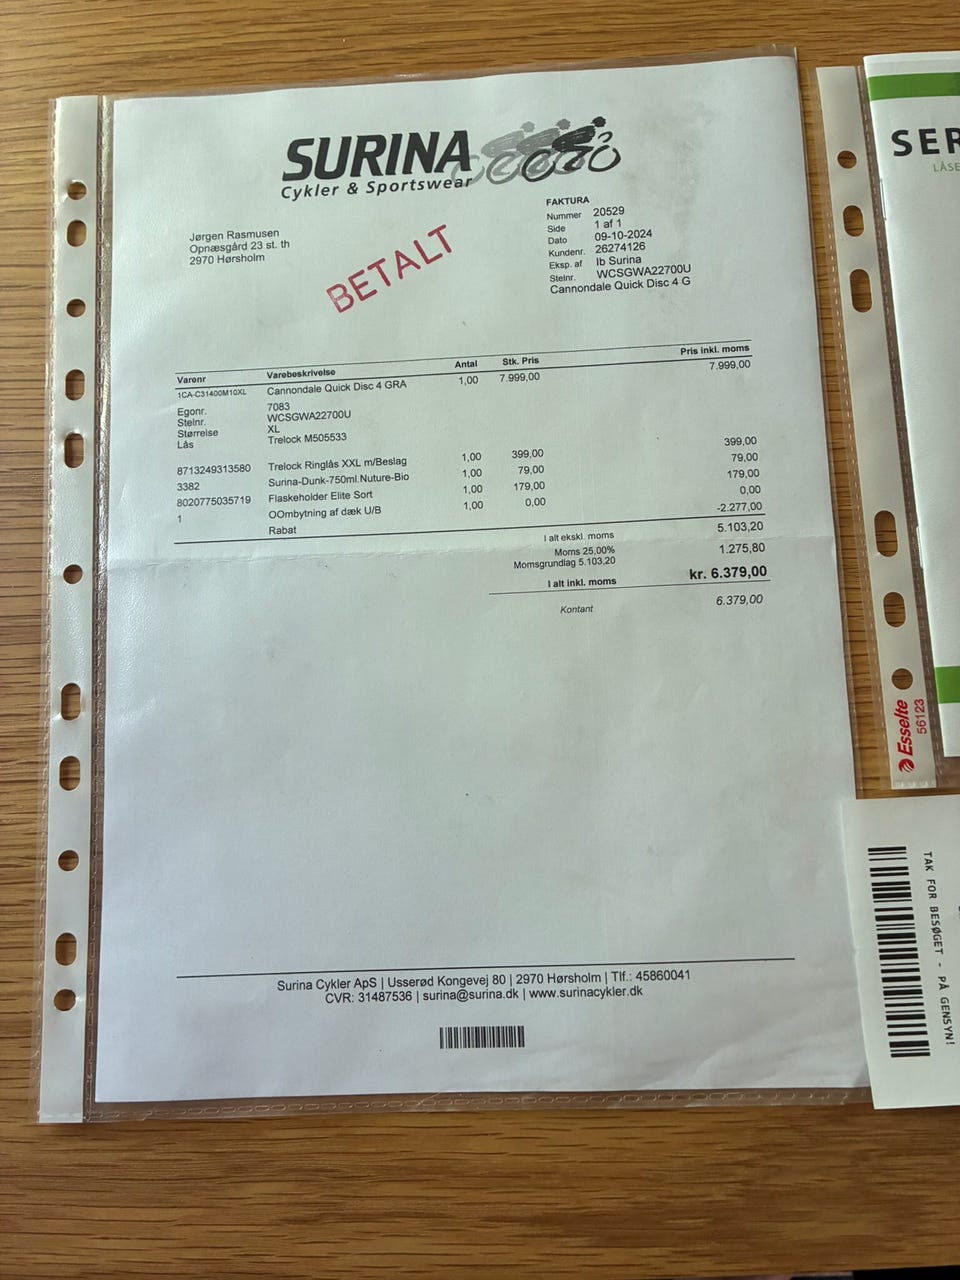 SURINA
Cykler & Sportswear
FAKTURA
Nummer 20529
Side 1 af 1
Dato 09-10-2024
Kundenr. 26274126
Eksp. af Ib Surina
Stelnr. WCSGWA22700U
Cannondale Quick Disc 4 G
Jørgen Rasmusen
Opnæsgård 23 st. th
2970 Hørsholm
BETALT
Varenr Varebeskrivelse Antal Stk. Pris Pris inkl. moms
1CA-C31400M10XL Cannondale Quick Disc 4 GRA 1,00 7.999,00 7.999,00
Egonr. 7083
Stelnr. WCSGWA22700U
Størrelse XL
Lås Trelock M505533
8713249313580 Trelock Ringlås XXL m/Beslag 1,00 399,00 399,00
3382 Surina-Dunk-750ml.Nuture-Bio 1,00 79,00 79,00
8020775035719 Flaskeholder Elite Sort 1,00 179,00 179,00
1 OOmbytning af dæk U/B 1,00 0,00 0,00
Rabat -2.277,00
I alt ekskl. moms 5.103,20
Moms 25,00% 1.275,80
Momsgrundlag 5.103,20
I alt inkl. moms kr. 6.379,00
Kontant 6.379,00
Surina Cykler ApS | Usserød Kongevej 80 | 2970 Hørsholm | Tlf.: 45860041
CVR: 31487536 | surina@surina.dk | www.surinacykler.dk
SER
LÅSE
Esselte
56123
TAK FOR BESØGET - PÅ GENSYN!